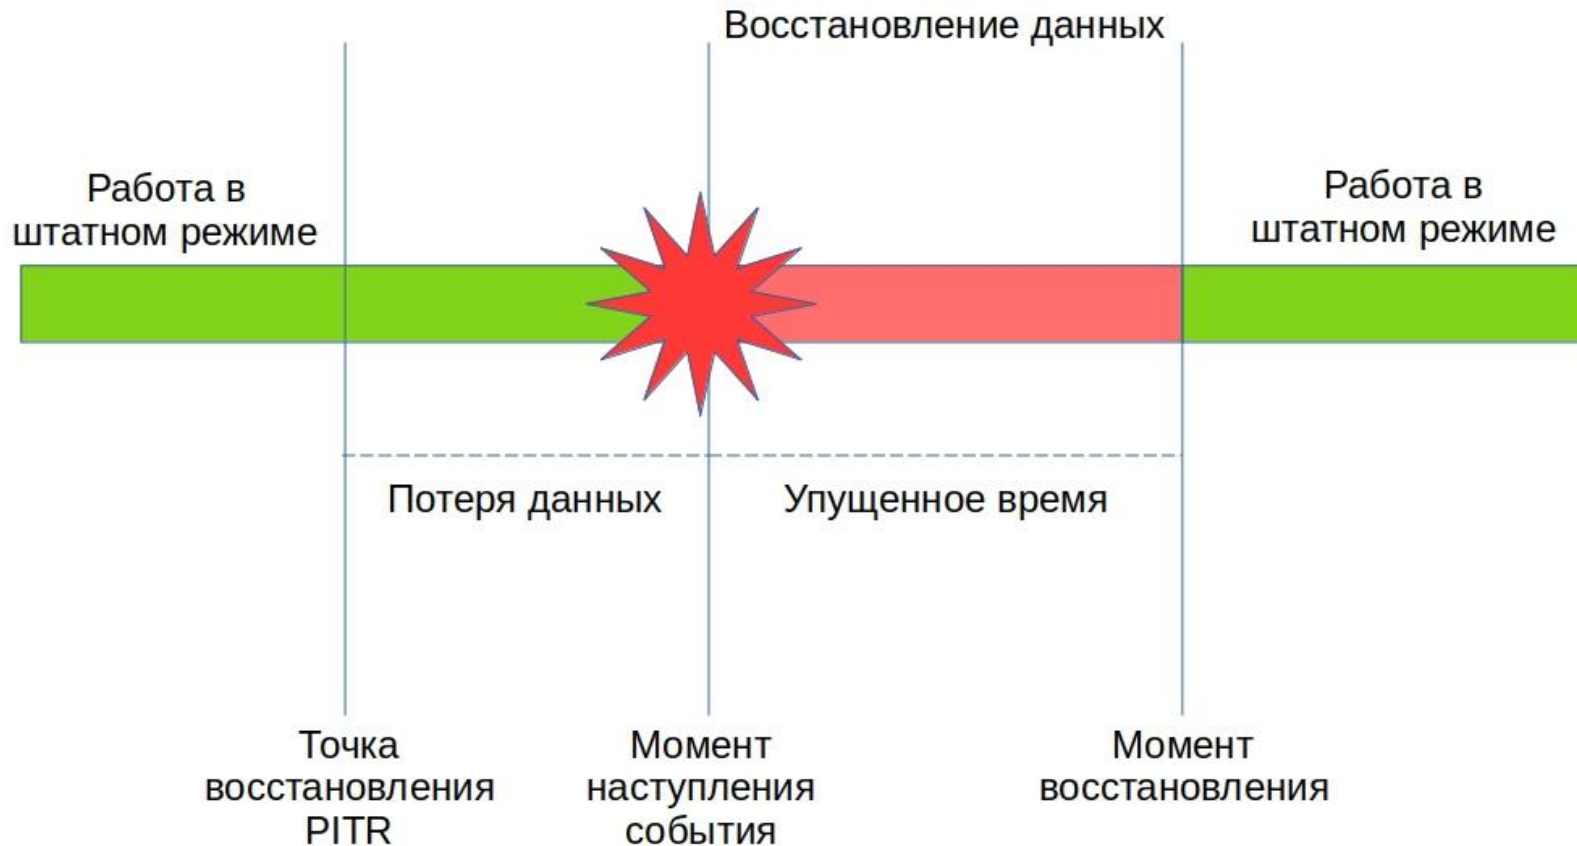 Восстановление данных
Работа в
штатном режиме
Работа в
штатном режиме
Потеря данных
Упущенное время
Точка
восстановления
PITR
Момент
наступления
события
Момент
восстановления